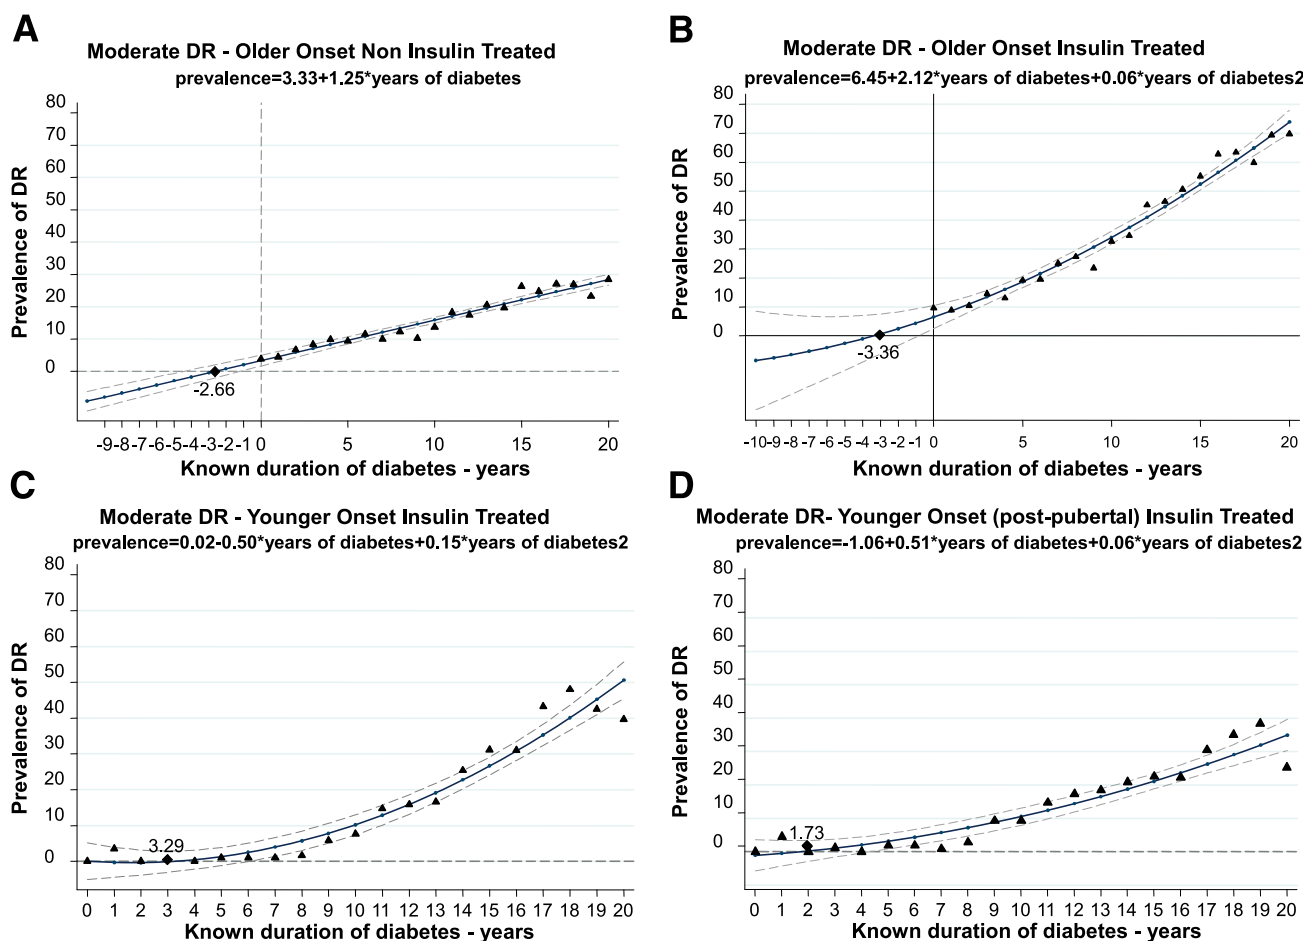 A
Moderate DR - Older Onset Non Insulin Treated
prevalence=3.33+1.25*years of diabetes
Prevalence of DR
80
70
60
50
40
30
20
10
0
-2.66
-9 -8 -7 -6 -5 -4 -3 -2 -1 0 5 10 15 20
Known duration of diabetes - years
B
Moderate DR - Older Onset Insulin Treated
prevalence=6.45+2.12*years of diabetes+0.06*years of diabetes2
Prevalence of DR
80
70
60
50
40
30
20
10
0
-3.36
-10 -9 -8 -7 -6 -5 -4 -3 -2 -1 0 5 10 15 20
Known duration of diabetes - years
C
Moderate DR - Younger Onset Insulin Treated
prevalence=0.02-0.50*years of diabetes+0.15*years of diabetes2
Prevalence of DR
80
70
60
50
40
30
20
10
0
3.29
0 1 2 3 4 5 6 7 8 9 10 11 12 13 14 15 16 17 18 19 20
Known duration of diabetes - years
D
Moderate DR- Younger Onset (post-pubertal) Insulin Treated
prevalence=-1.06+0.51*years of diabetes+0.06*years of diabetes2
Prevalence of DR
80
70
60
50
40
30
20
10
0
1.73
0 1 2 3 4 5 6 7 8 9 10 11 12 13 14 15 16 17 18 19 20
Known duration of diabetes - years